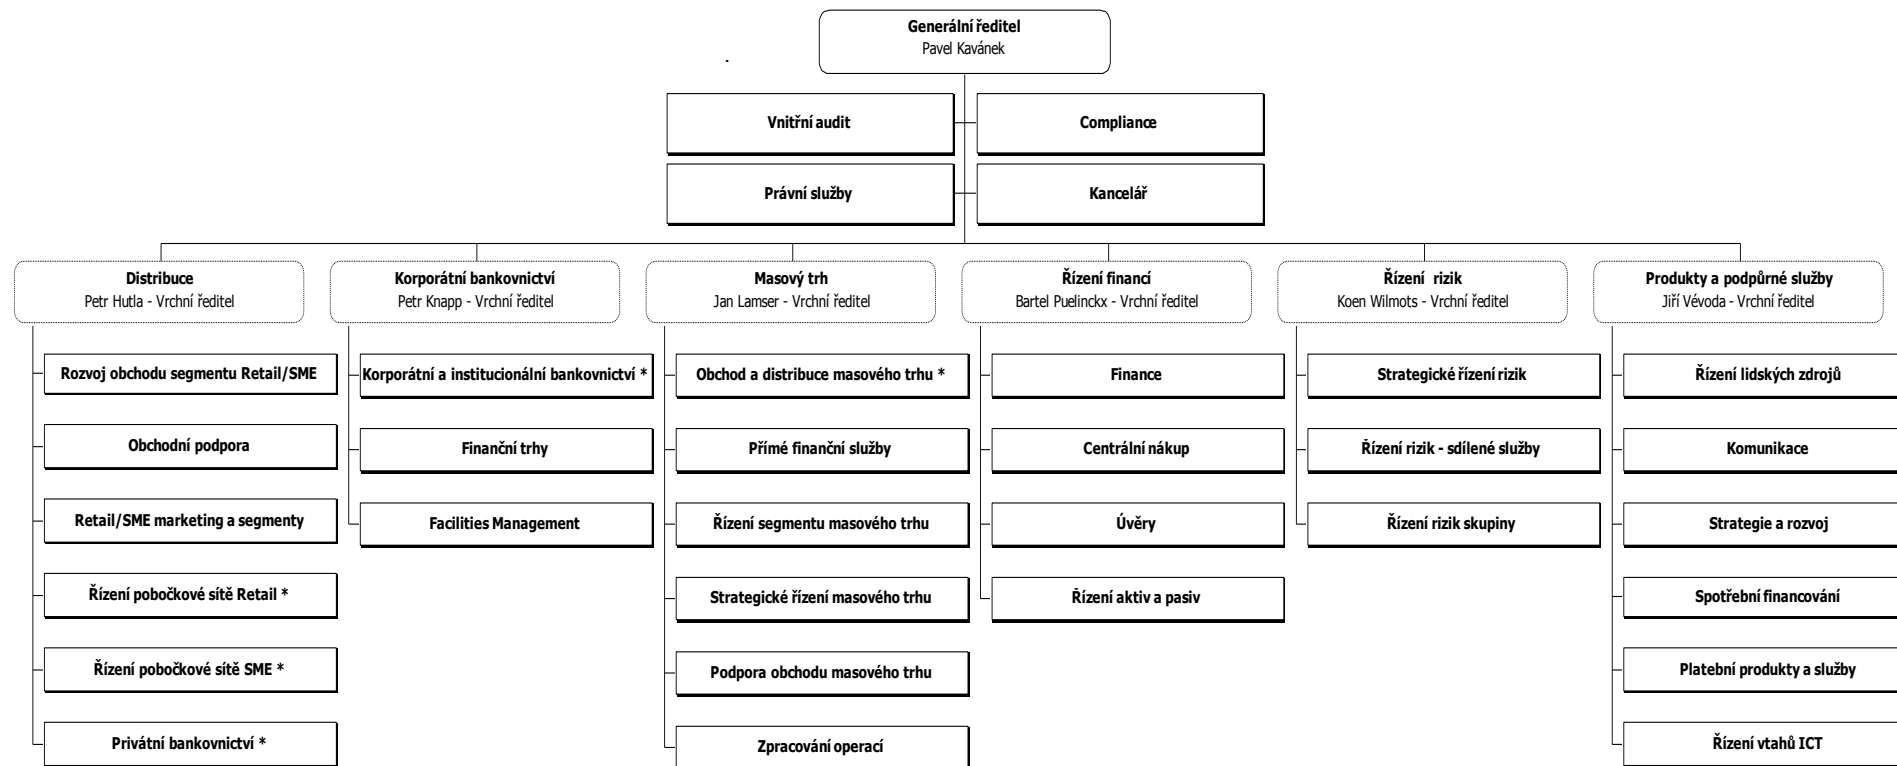 Generální ředitel
Pavel Kavánek
Vnitřní audit
Compliance
Právní služby
Kancelář
Distribuce
Petr Hutla - Vrchní ředitel
Korporátní bankovnictví
Petr Knapp - Vrchní ředitel
Masový trh
Jan Lamser - Vrchní ředitel
Řízení financí
Bartel Puelinckx - Vrchní ředitel
Řízení rizik
Koen Wilmots - Vrchní ředitel
Produkty a podpůrné služby
Jiří Vévoda - Vrchní ředitel
Rozvoj obchodu segmentu Retail/SME
Obchodní podpora
Retail/SME marketing a segmenty
Řízení pobočkové sítě Retail *
Řízení pobočkové sítě SME *
Privátní bankovnictví *
Korporátní a institucionální bankovnictví *
Finanční trhy
Facilities Management
Obchod a distribuce masového trhu *
Přímé finanční služby
Řízení segmentu masového trhu
Strategické řízení masového trhu
Podpora obchodu masového trhu
Zpracování operací
Finance
Centrální nákup
Úvěry
Řízení aktiv a pasiv
Strategické řízení rizik
Řízení rizik - sdílené služby
Řízení rizik skupiny
Řízení lidských zdrojů
Komunikace
Strategie a rozvoj
Spotřební financování
Platební produkty a služby
Řízení vtahů ICT